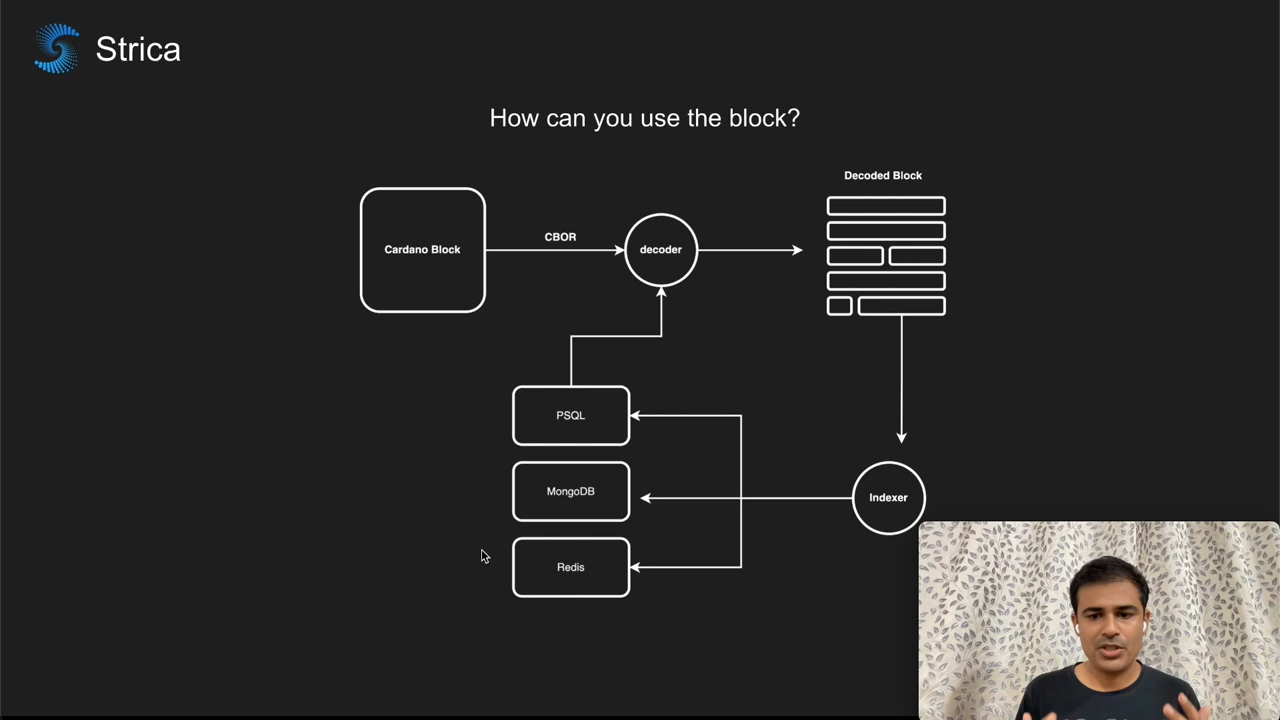 Strica
How can you use the block?
Decoded Block
Cardano Block
CBOR
decoder
PSQL
MongoDB
Indexer
Redis